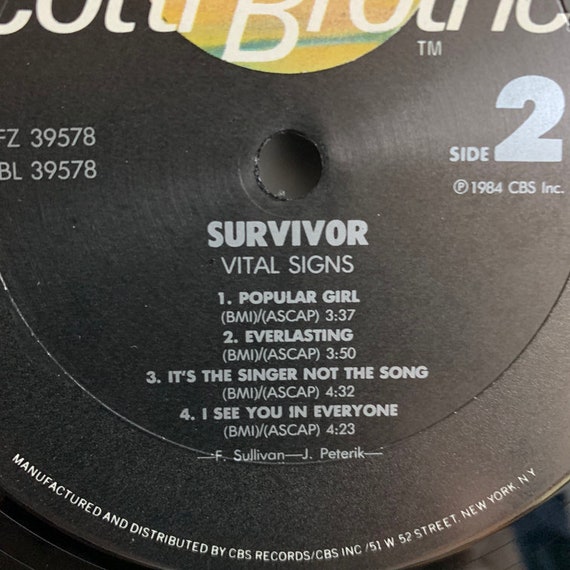 Brothe
TM
FZ 39578
BL 39578
SIDE 2
℗ 1984 CBS Inc.
SURVIVOR
VITAL SIGNS
1. POPULAR GIRL
(BMI)/(ASCAP) 3:37
2. EVERLASTING
(BMI)/(ASCAP) 3:50
3. IT'S THE SINGER NOT THE SONG
(BMI)/(ASCAP) 4:32
4. I SEE YOU IN EVERYONE
(BMI)/(ASCAP) 4:23
—F. Sullivan—J. Peterik—
MANUFACTURED AND DISTRIBUTED BY CBS RECORDS/CBS INC /51 W 52 STREET, NEW YORK, N.Y.